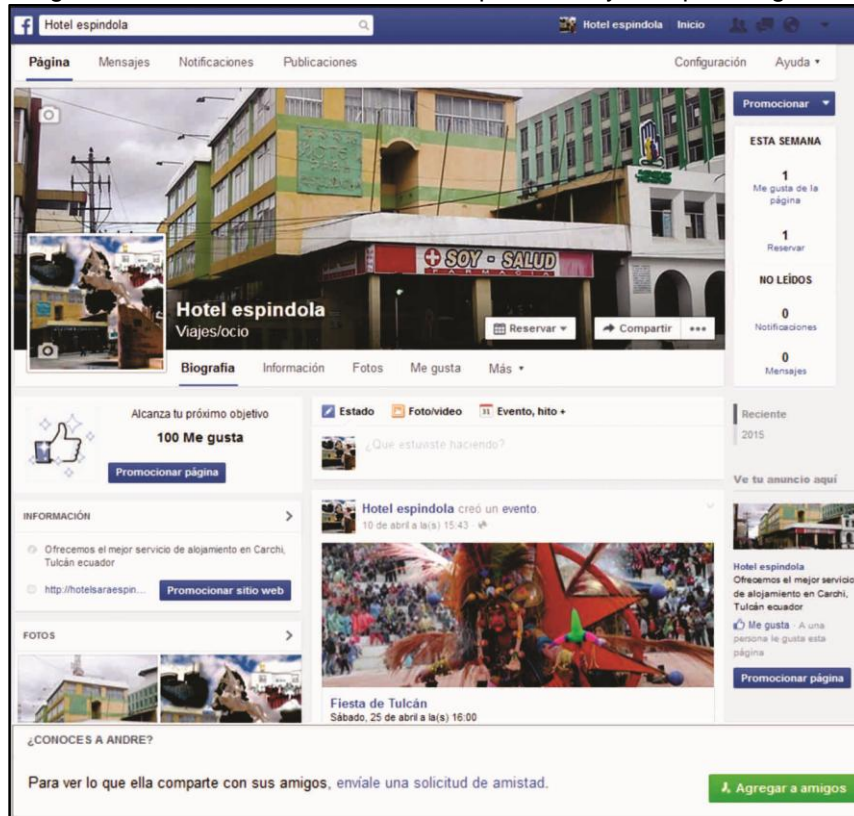 Hotel espindola
Hotel espindola Inicio
Página Mensajes Notificaciones Publicaciones Configuración Ayuda
Promocionar
ESTA SEMANA
1
Me gusta de la
página
1
Reservar
NO LEÍDOS
0
Notificaciones
0
Mensajes
SOY - SALUD
FARMACIA
Hotel espindola
Viajes/ocio
Reservar
Compartir
Biografía Información Fotos Me gusta Más
Alcanza tu próximo objetivo
100 Me gusta
Promocionar página
INFORMACIÓN
Ofrecemos el mejor servicio de alojamiento en Carchi,
Tulcán ecuador
http://hotelsaraespin...
Promocionar sitio web
FOTOS
Estado Foto/video 31 Evento, hito +
¿Que estuviste haciendo?
Hotel espindola creó un evento.
10 de abril a la(s) 15:43
Fiesta de Tulcán
Sábado, 25 de abril a la(s) 16:00
Reciente
2015
Ve tu anuncio aquí
Hotel espindola
Ofrecemos el mejor servicio
de alojamiento en Carchi,
Tulcán ecuador
Me gusta · A una
persona le gusta esta
página
Promocionar página
¿CONOCES A ANDRE?
Para ver lo que ella comparte con sus amigos, envíale una solicitud de amistad.
Agregar a amigos